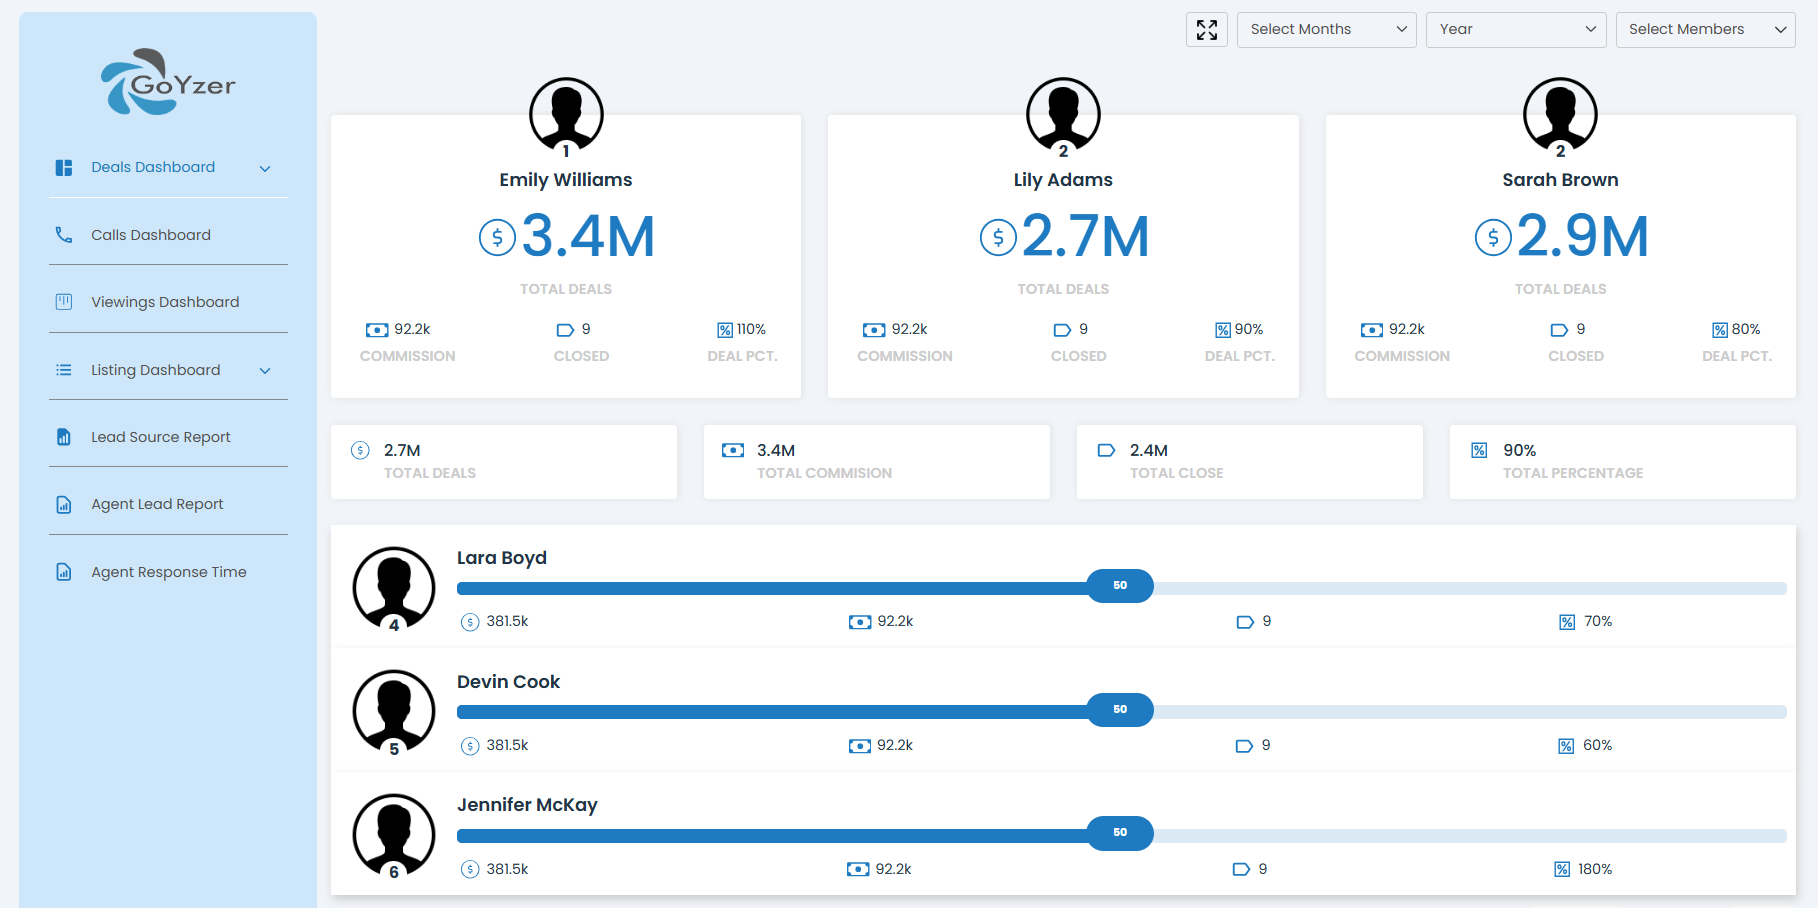 GoYzer
Select Months
Year
Select Members
Deals Dashboard
Calls Dashboard
Viewings Dashboard
Listing Dashboard
Lead Source Report
Agent Lead Report
Agent Response Time
1
Emily Williams
$ 3.4M
TOTAL DEALS
92.2k 9 % 110%
COMMISSION CLOSED DEAL PCT.
2
Lily Adams
$ 2.7M
TOTAL DEALS
92.2k 9 % 90%
COMMISSION CLOSED DEAL PCT.
2
Sarah Brown
$ 2.9M
TOTAL DEALS
92.2k 9 % 80%
COMMISSION CLOSED DEAL PCT.
$ 2.7M
TOTAL DEALS
3.4M
TOTAL COMMISION
2.4M
TOTAL CLOSE
% 90%
TOTAL PERCENTAGE
Lara Boyd
50
4
$ 381.5k 92.2k 9 % 70%
Devin Cook
50
5
$ 381.5k 92.2k 9 % 60%
Jennifer McKay
50
6
$ 381.5k 92.2k 9 % 180%